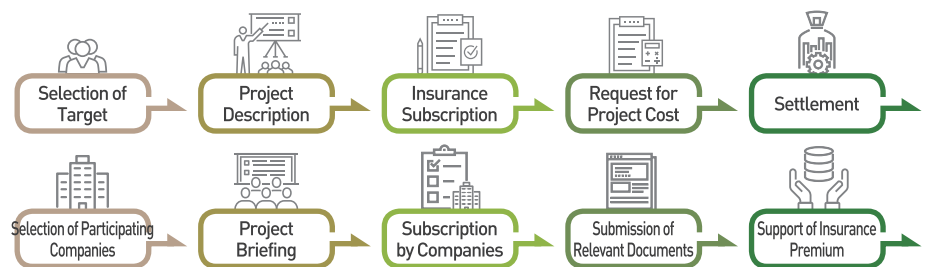 Selection of
Target
Project
Description
Insurance
Subscription
Request for
Project Cost
Settlement
Selection of Participating
Companies
Project
Briefing
Subscription
by Companies
Submission of
Relevant Documents
Support of Insurance
Premium